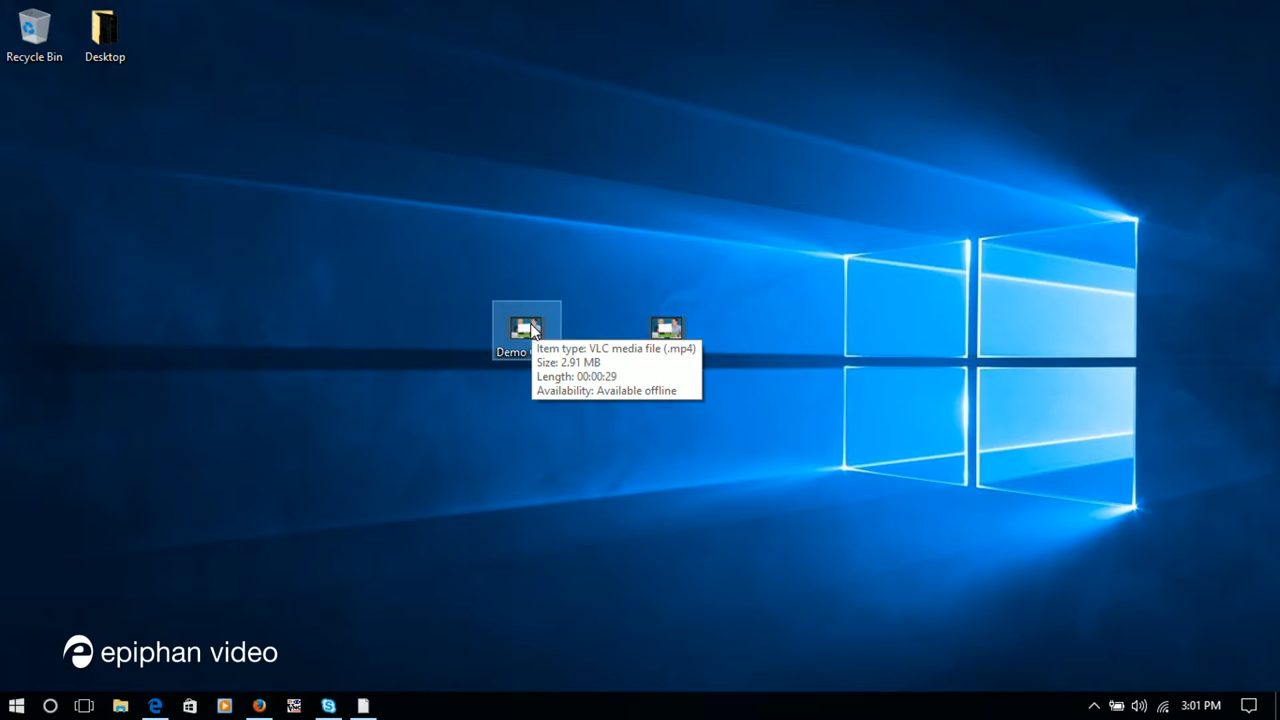 Recycle Bin
Desktop
Demo
Item type: VLC media file (.mp4)
Size: 2.91 MB
Length: 00:00:29
Availability: Available offline
epiphan video
3:01 PM